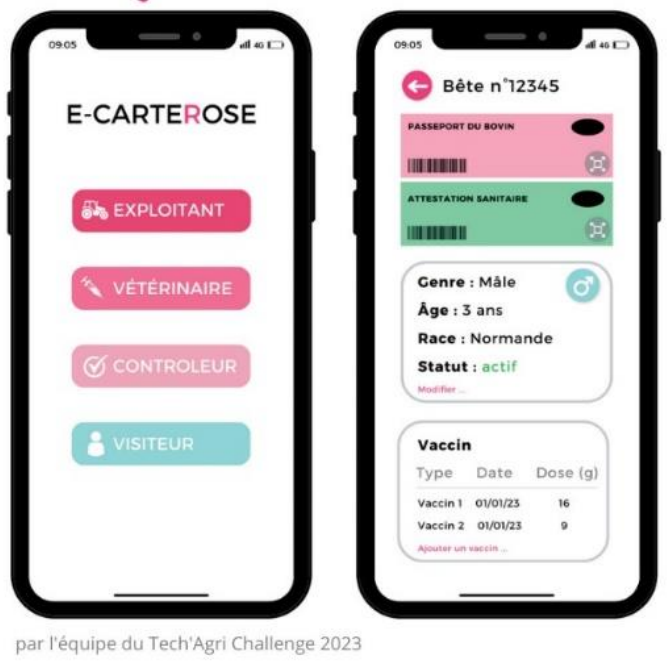 09:05
4G
E-CARTEROSE
EXPLOITANT
VÉTÉRINAIRE
CONTROLEUR
VISITEUR
09:05
4G
Bête n°12345
PASSEPORT DU BOVIN
ATTESTATION SANITAIRE
Genre : Mâle
Âge : 3 ans
Race : Normande
Statut : actif
Modifier ...
Vaccin
Type Date Dose (g)
Vaccin 1 01/01/23 16
Vaccin 2 01/01/23 9
Ajouter un vaccin ...
par l'équipe du Tech'Agri Challenge 2023